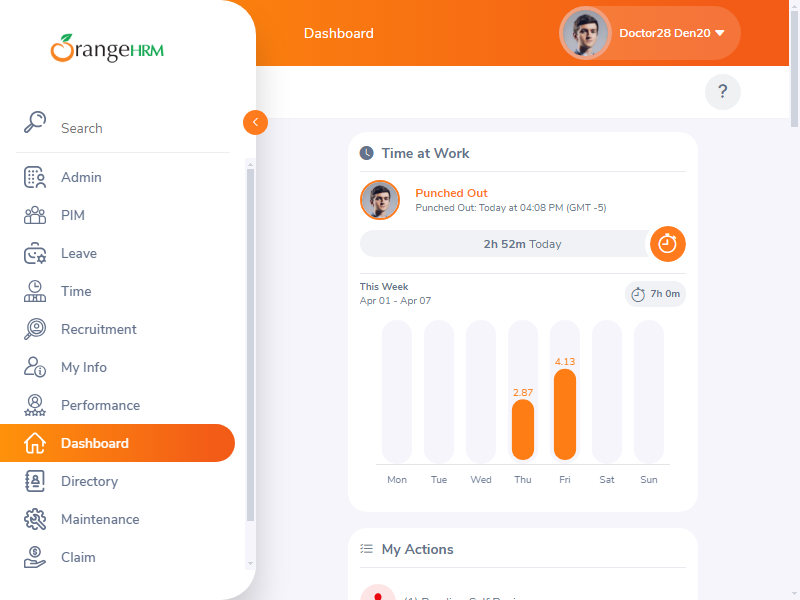 OrangeHRM
Dashboard
Doctor28 Den20
Search
?
Admin
PIM
Leave
Time
Recruitment
My Info
Performance
Dashboard
Directory
Maintenance
Claim
Time at Work
Punched Out
Punched Out: Today at 04:08 PM (GMT -5)
2h 52m Today
This Week
Apr 01 - Apr 07
7h 0m
4.13
2.87
Mon Tue Wed Thu Fri Sat Sun
My Actions